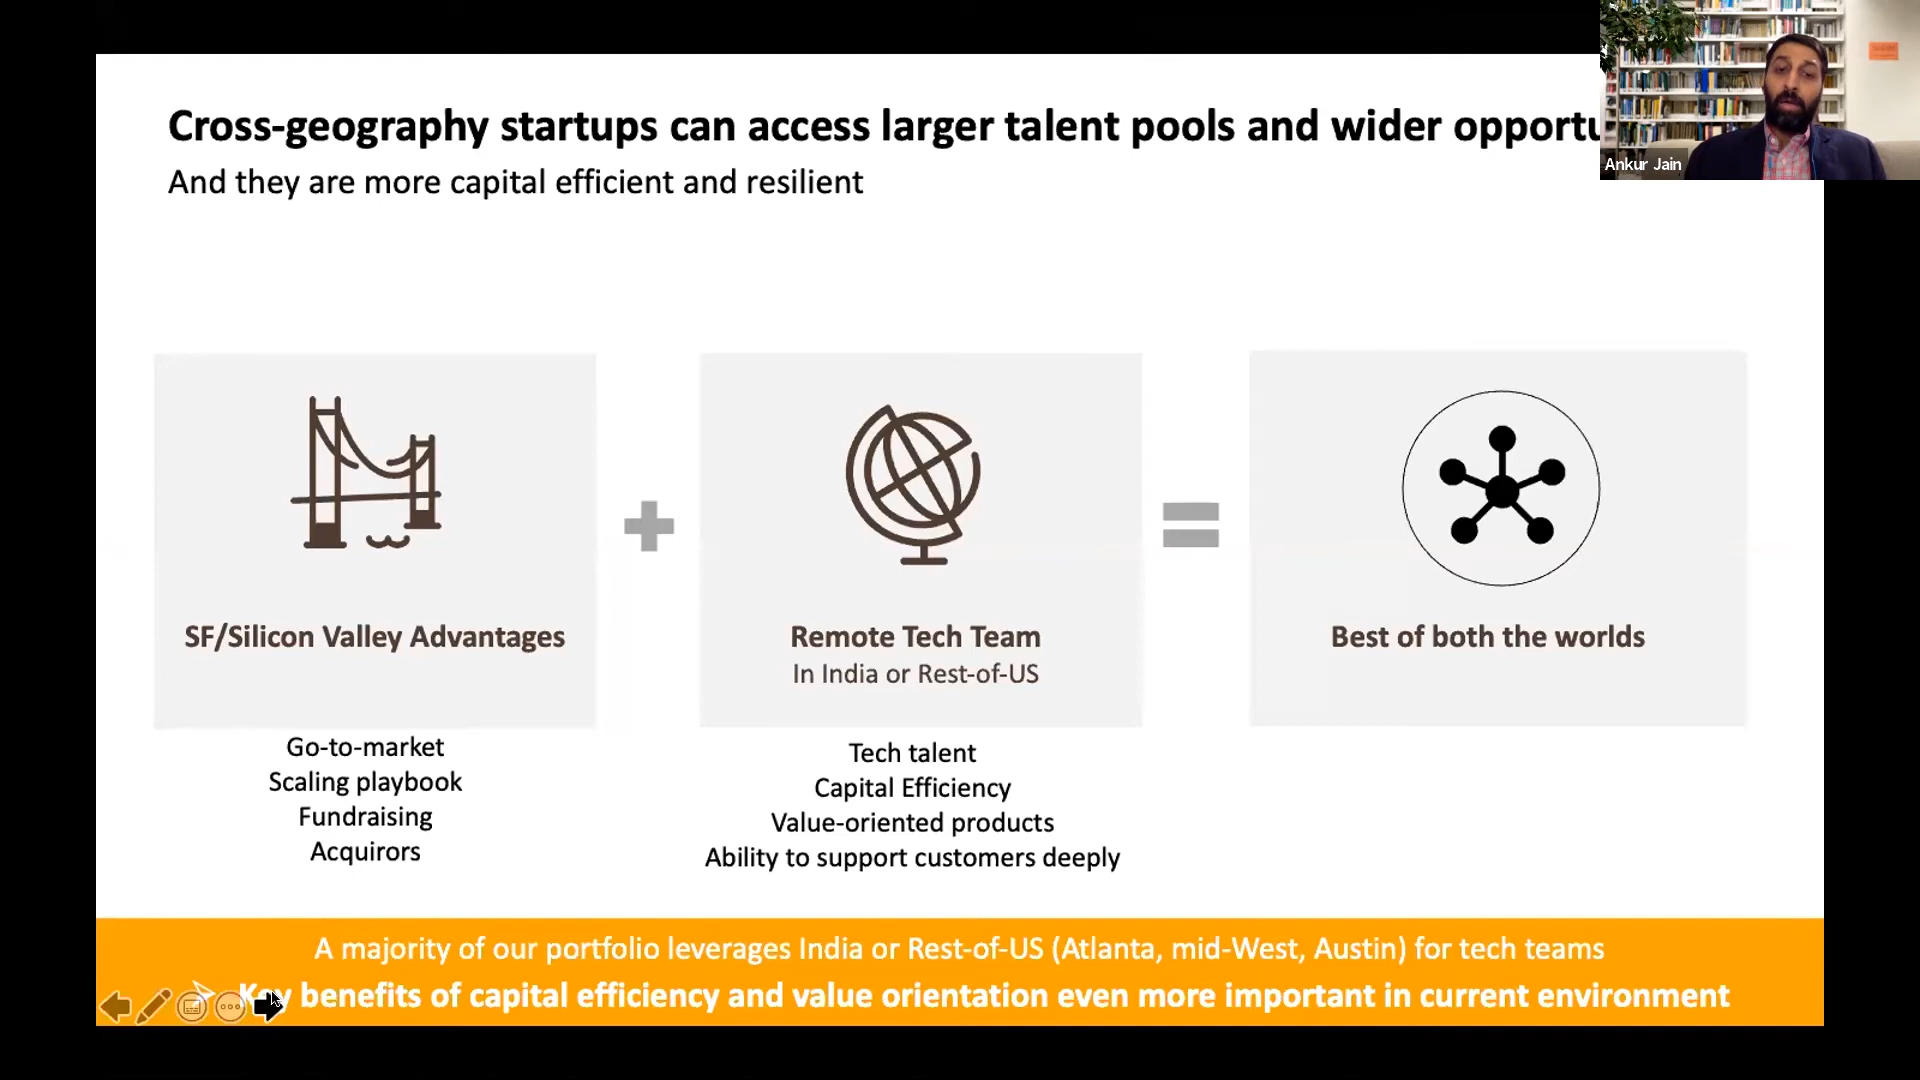 Cross-geography startups can access larger talent pools and wider opportu
And they are more capital efficient and resilient
Ankur Jain
SF/Silicon Valley Advantages
Go-to-market
Scaling playbook
Fundraising
Acquirors
Remote Tech Team
In India or Rest-of-US
Tech talent
Capital Efficiency
Value-oriented products
Ability to support customers deeply
Best of both the worlds
A majority of our portfolio leverages India or Rest-of-US (Atlanta, mid-West, Austin) for tech teams
Key benefits of capital efficiency and value orientation even more important in current environment